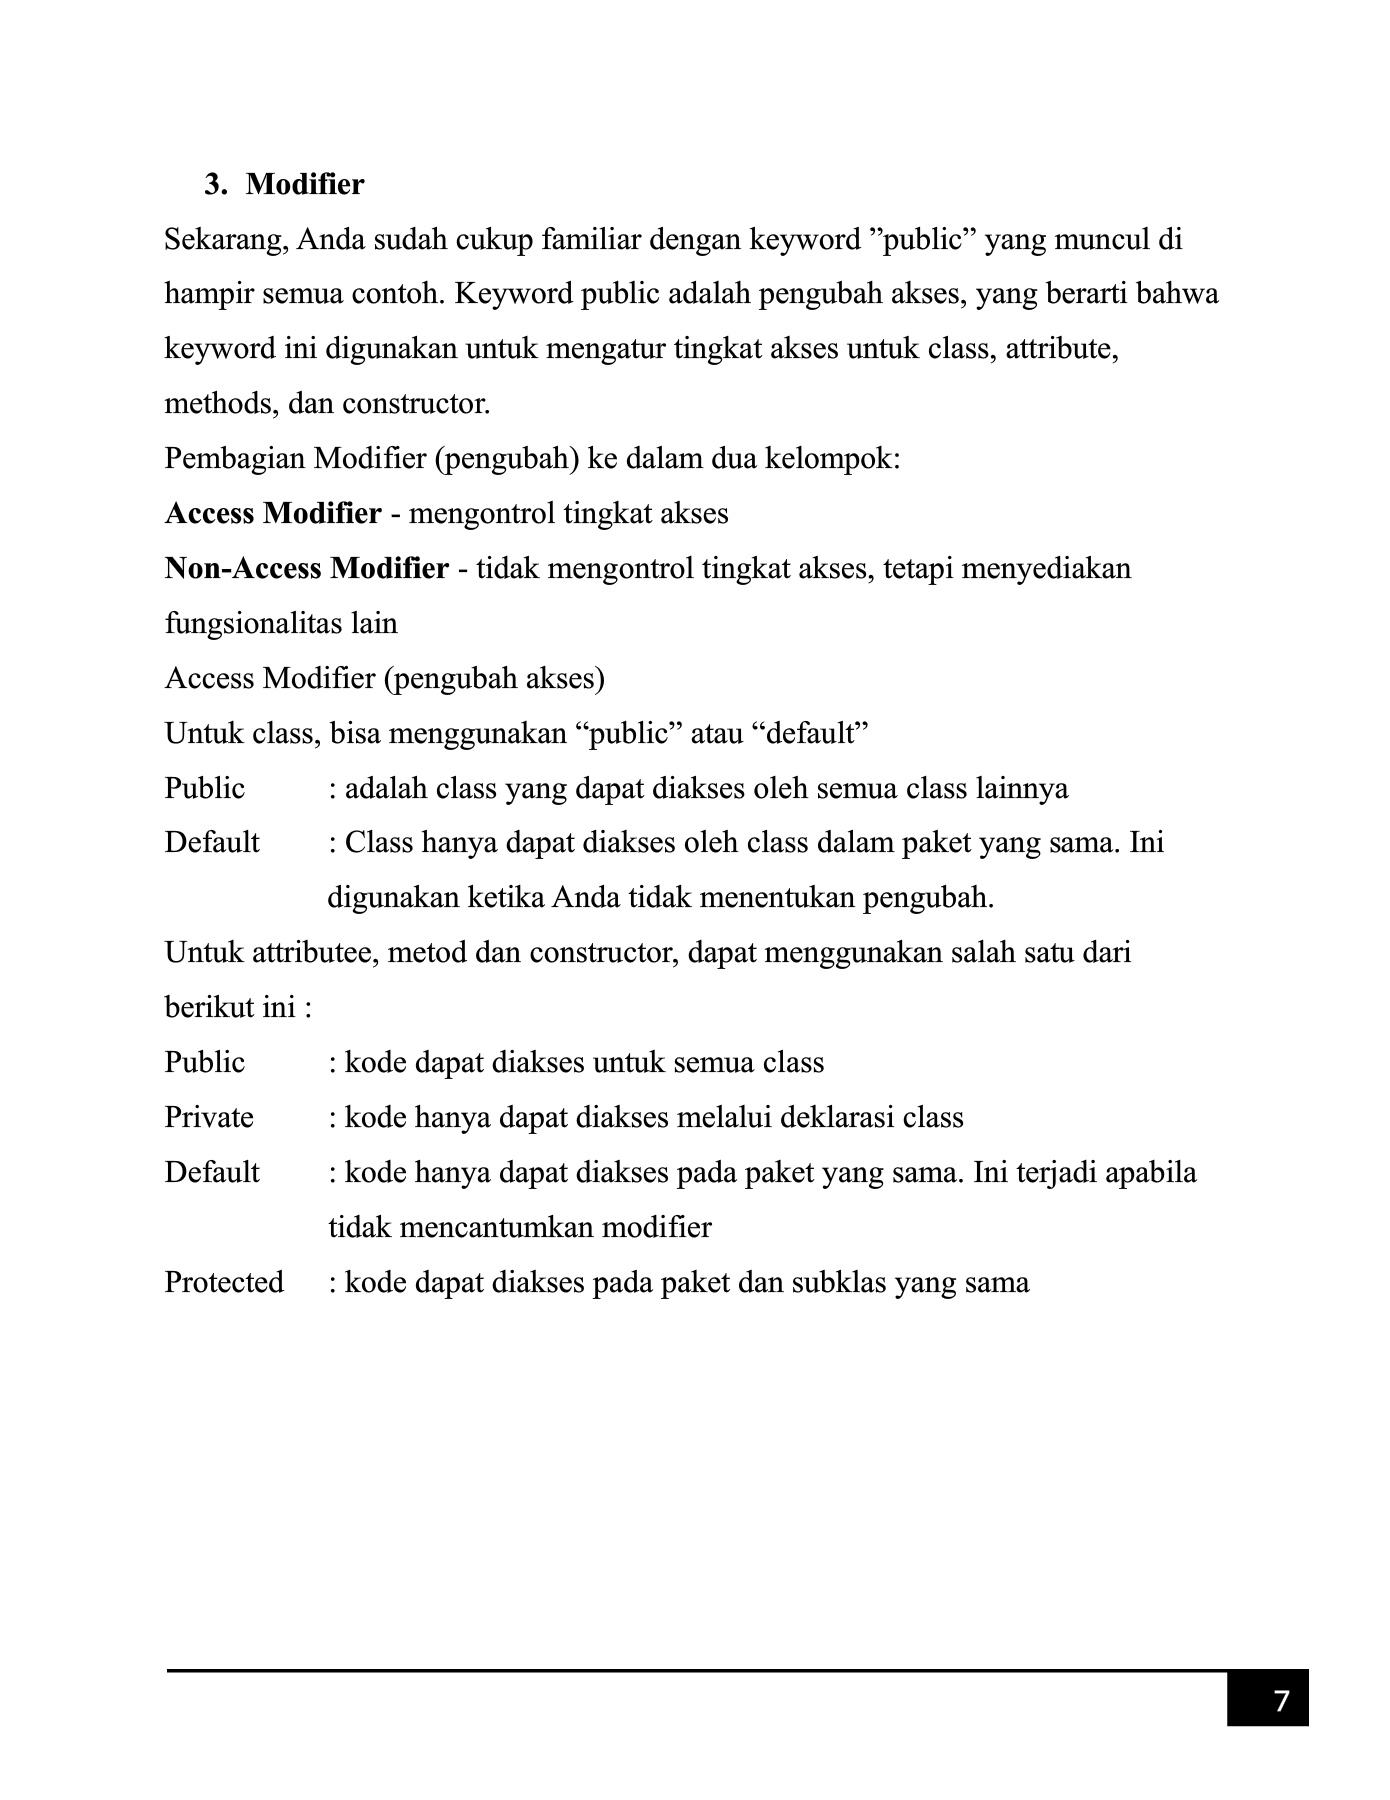 3. Modifier
Sekarang, Anda sudah cukup familiar dengan keyword ”public” yang muncul di
hampir semua contoh. Keyword public adalah pengubah akses, yang berarti bahwa
keyword ini digunakan untuk mengatur tingkat akses untuk class, attribute,
methods, dan constructor.
Pembagian Modifier (pengubah) ke dalam dua kelompok:
Access Modifier - mengontrol tingkat akses
Non-Access Modifier - tidak mengontrol tingkat akses, tetapi menyediakan
fungsionalitas lain
Access Modifier (pengubah akses)
Untuk class, bisa menggunakan “public” atau “default”
Public : adalah class yang dapat diakses oleh semua class lainnya
Default : Class hanya dapat diakses oleh class dalam paket yang sama. Ini
digunakan ketika Anda tidak menentukan pengubah.
Untuk attributee, metod dan constructor, dapat menggunakan salah satu dari
berikut ini :
Public : kode dapat diakses untuk semua class
Private : kode hanya dapat diakses melalui deklarasi class
Default : kode hanya dapat diakses pada paket yang sama. Ini terjadi apabila
tidak mencantumkan modifier
Protected : kode dapat diakses pada paket dan subklas yang sama
7